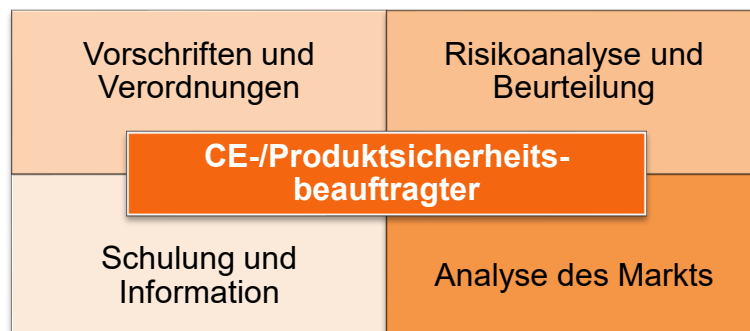 Vorschriften und
Verordnungen
Risikoanalyse und
Beurteilung
CE-/Produktsicherheits-
beauftragter
Schulung und
Information
Analyse des Markts